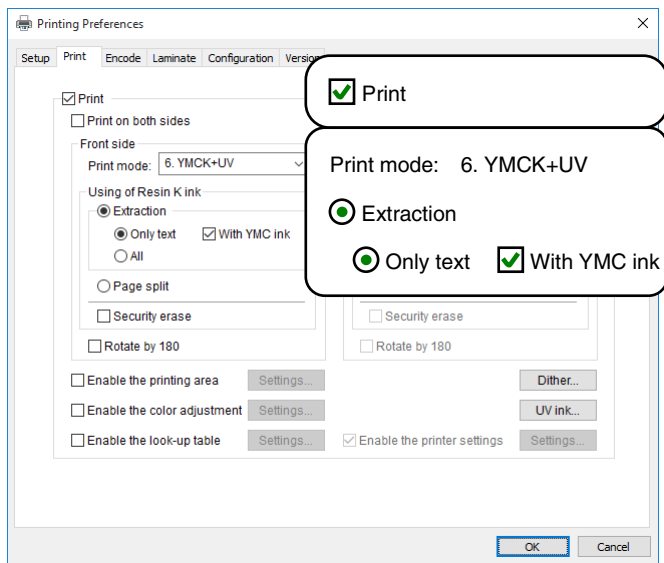 Printing Preferences
Setup Print Encode Laminate Configuration Version
Print
Print
Print on both sides
Front side
Print mode: 6. YMCK+UV
Print mode: 6. YMCK+UV
Using of Resin K ink
Extraction
Extraction
Only text With YMC ink
Only text With YMC ink
All
Page split
Security erase Security erase
Rotate by 180 Rotate by 180
Enable the printing area Settings... Dither...
Enable the color adjustment Settings... UV ink...
Enable the look-up table Settings... Enable the printer settings Settings...
OK Cancel